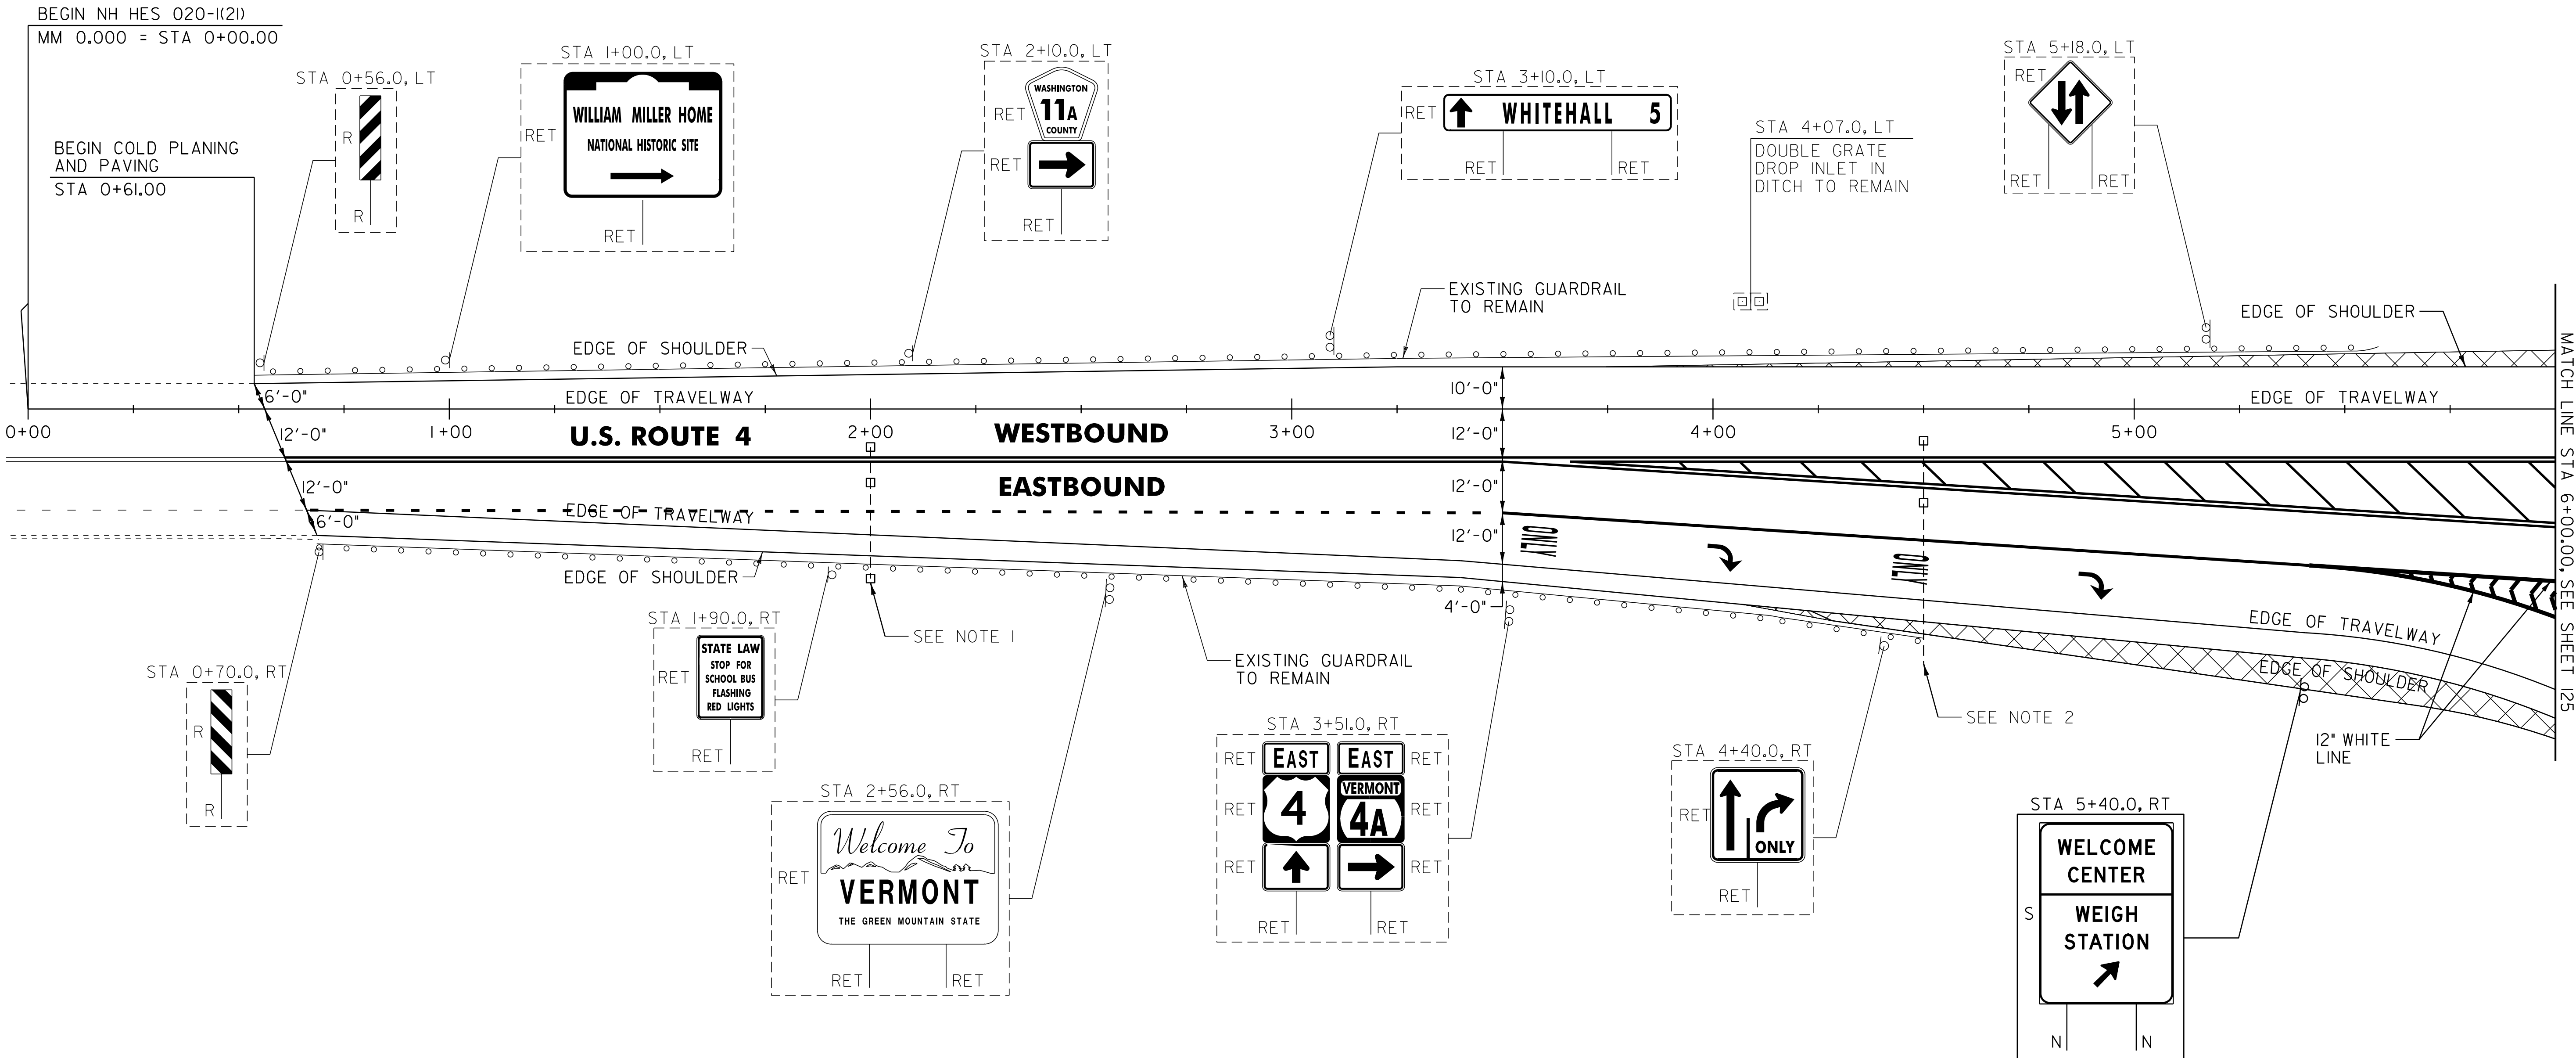 BEGIN NH HES 020-1(21)
MM 0.000 = STA 0+00.00
BEGIN COLD PLANING
AND PAVING
STA 0+61.00
STA 0+56.0, LT
R
R
STA 1+00.0, LT
WILLIAM MILLER HOME
NATIONAL HISTORIC SITE
RET
RET
STA 2+10.0, LT
WASHINGTON
11A
COUNTY
RET
RET
RET
STA 3+10.0, LT
RET
WHITEHALL 5
RET
RET
STA 4+07.0, LT
DOUBLE GRATE
DROP INLET IN
DITCH TO REMAIN
STA 5+18.0, LT
RET
RET
RET
EXISTING GUARDRAIL
TO REMAIN
EDGE OF SHOULDER
EDGE OF SHOULDER
6'-0"
EDGE OF TRAVELWAY
10'-0"
EDGE OF TRAVELWAY
0+00
12'-0"
1+00
U.S. ROUTE 4
2+00
WESTBOUND
3+00
12'-0"
4+00
5+00
12'-0"
EASTBOUND
12'-0"
6'-0"
EDGE OF TRAVELWAY
12'-0"
ONLY
ONLY
EDGE OF SHOULDER
4'-0"
EDGE OF TRAVELWAY
EDGE OF SHOULDER
MATCH LINE STA 6+00.00, SEE SHEET 125
SEE NOTE 1
EXISTING GUARDRAIL
TO REMAIN
SEE NOTE 2
12" WHITE
LINE
STA 0+70.0, RT
R
R
STA 1+90.0, RT
STATE LAW
STOP FOR
SCHOOL BUS
FLASHING
RED LIGHTS
RET
RET
STA 2+56.0, RT
Welcome To
VERMONT
THE GREEN MOUNTAIN STATE
RET
RET
RET
STA 3+51.0, RT
RET EAST EAST RET
VERMONT
RET 4 4A RET
RET
RET
RET
RET
STA 4+40.0, RT
RET
ONLY
RET
STA 5+40.0, RT
WELCOME
CENTER
S
WEIGH
STATION
N
N